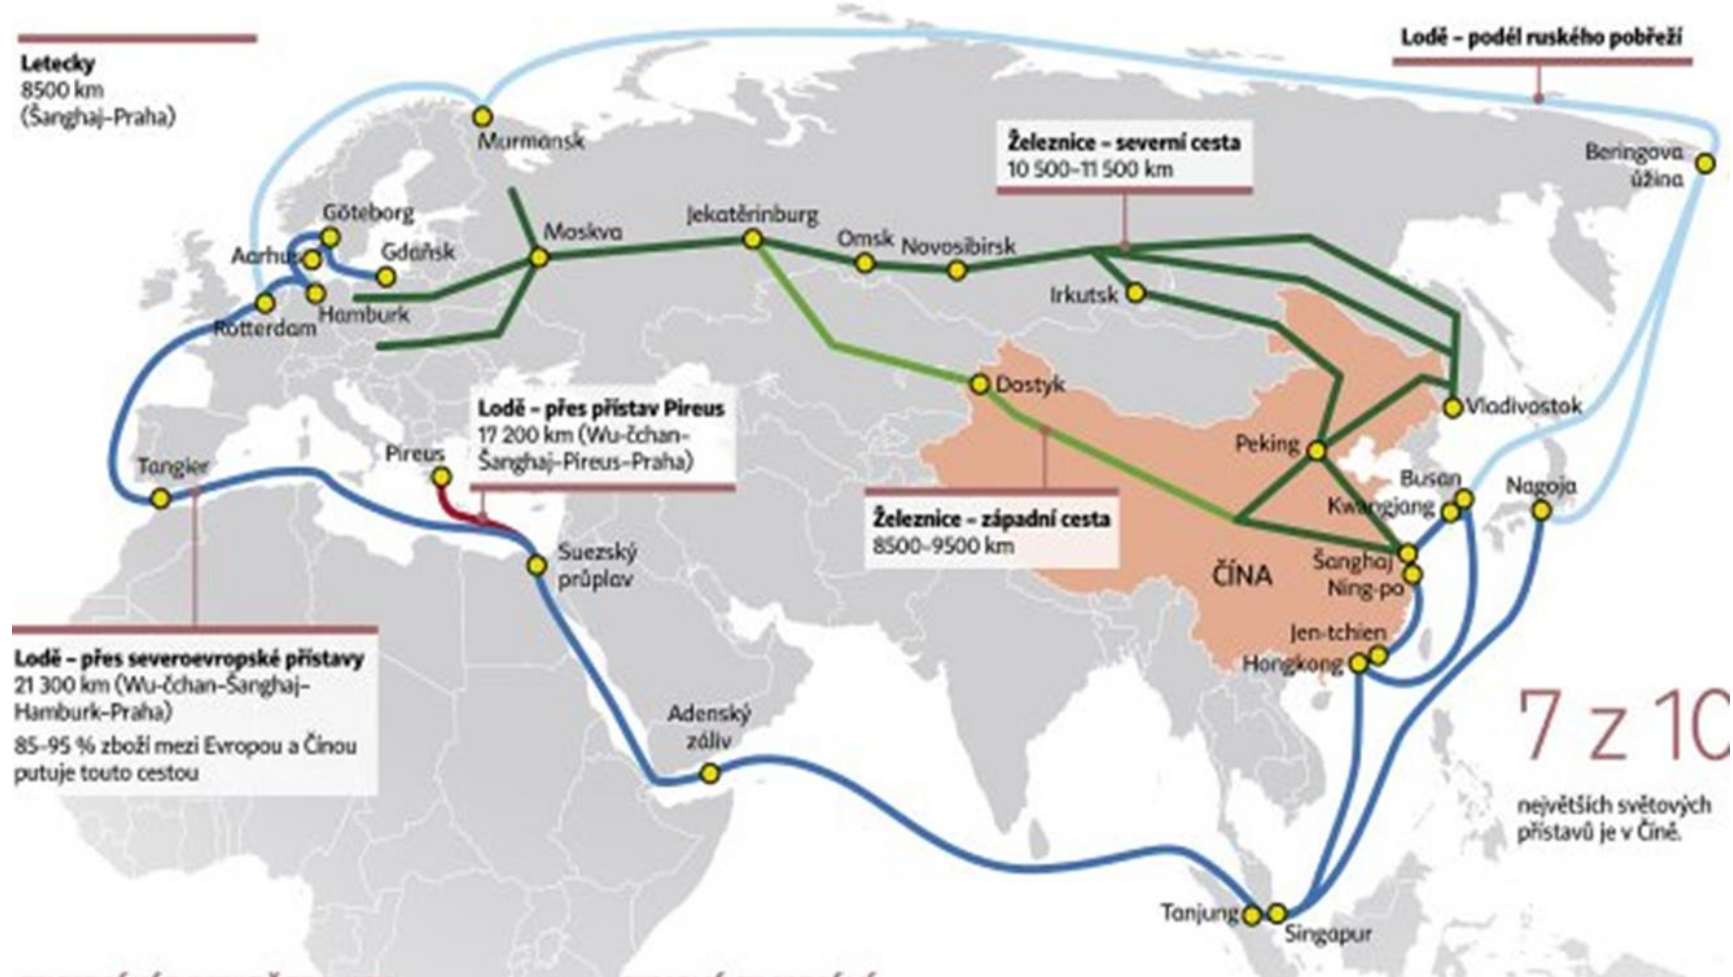 Letecky
8500 km
(Šanghaj–Praha)
Lodě – podél ruského pobřeží
Murmansk
Železnice – severní cesta
10 500–11 500 km
Beringova
úžina
Göteborg
Aarhus
Gdaňsk
Moskva
Jekatěrinburg
Omsk
Novosibirsk
Irkutsk
Hamburk
Rotterdam
Dostyk
Vladivostok
Lodě – přes přístav Pireus
17 200 km (Wu-čchan–
Šanghaj–Pireus–Praha)
Pireus
Tangier
Peking
Busan
Kwangjang
Nagoja
Železnice – západní cesta
8500–9500 km
Suezský
průplav
ČÍNA
Šanghaj
Ning-po
Jen-tchien
Hongkong
Lodě – přes severoevropské přístavy
21 300 km (Wu-čchan–Šanghaj–
Hamburk–Praha)
85–95 % zboží mezi Evropou a Čínou
putuje touto cestou
Adenský
záliv
7 z 10
největších světových
přístavů je v Číně.
Tanjung
Singapur